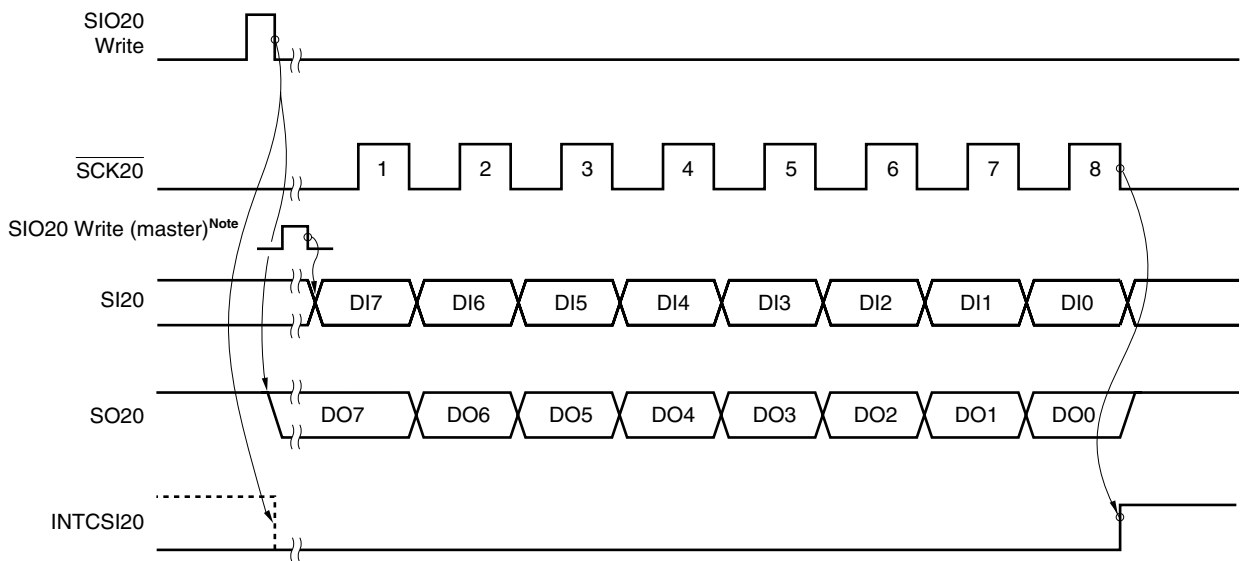 SIO20
Write
SCK20
1 2 3 4 5 6 7 8
SIO20 Write (master)Note
SI20
DI7 DI6 DI5 DI4 DI3 DI2 DI1 DI0
SO20
DO7 DO6 DO5 DO4 DO3 DO2 DO1 DO0
INTCSI20